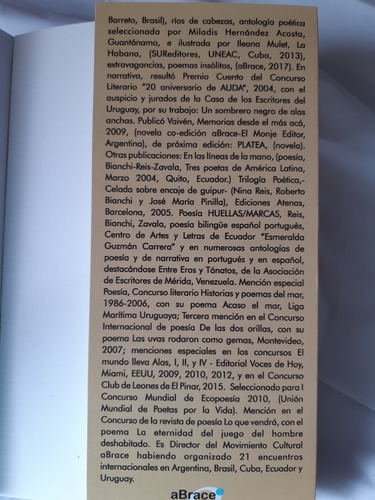 Barreto, Brasil), ríos de cabezas, antología poética
seleccionada por Miladis Hernández Acosta,
Guantánamo, e ilustrada por Ileana Mulet, La
Habana, (SUReditores, UNEAC, Cuba, 2013),
extravagancias, poemas insólitos, (aBrace, 2017). En
narrativa, resultó Premio Cuento del Concurso
Literario "20 aniversario de AUDA", 2004, con el
auspicio y jurados de la Casa de los Escritores del
Uruguay, por su trabajo: Un sombrero negro de alas
anchas. Publicó Vaivén, Memorias desde el más acá,
2009, (novela co-edición aBrace-El Monje Editor,
Argentina), de próxima edición: PLATEA, (novela).
Otras publicaciones: En las líneas de la mano, (poesía,
Bianchi-Reis-Zavala, Tres poetas de América Latina,
Marzo 2004, Quito, Ecuador.) Trilogía Poética,-
Celada sobre encaje de guipur- (Nina Reis, Roberto
Bianchi y José María Pinilla), Ediciones Atenas,
Barcelona, 2005. Poesía HUELLAS/MARCAS, Reis,
Bianchi, Zavala, poesía bilingüe español portugués,
Centro de Artes y Letras de Ecuador "Esmeralda
Guzmán Carrera" y en numerosas antologías de
poesía y de narrativa en portugués y en español,
destacándose Entre Eros y Tánatos, de la Asociación
de Escritores de Mérida, Venezuela. Mención especial
Poesía, Concurso literario Historias y poemas del mar,
1986-2006, con su poema Acaso el mar, Liga
Marítima Uruguaya; Tercera mención en el Concurso
Internacional de poesía De las dos orillas, con su
poema Las uvas rodaron como gemas, Montevideo,
2007; menciones especiales en los concursos El
mundo lleva Alas, I, II, y IV - Editorial Voces de Hoy,
Miami, EEUU, 2009, 2010, 2012, y en el Concurso
Club de Leones de El Pinar, 2015. Seleccionado para I
Concurso Mundial de Ecopoesía 2010, (Unión
Mundial de Poetas por la Vida). Mención en el
Concurso de la revista de poesía Lo que vendrá, con el
poema La eternidad del juego del hombre
deshabitado. Es Director del Movimiento Cultural
aBrace habiendo organizado 21 encuentros
internacionales en Argentina, Brasil, Cuba, Ecuador y
Uruguay.
aBrace